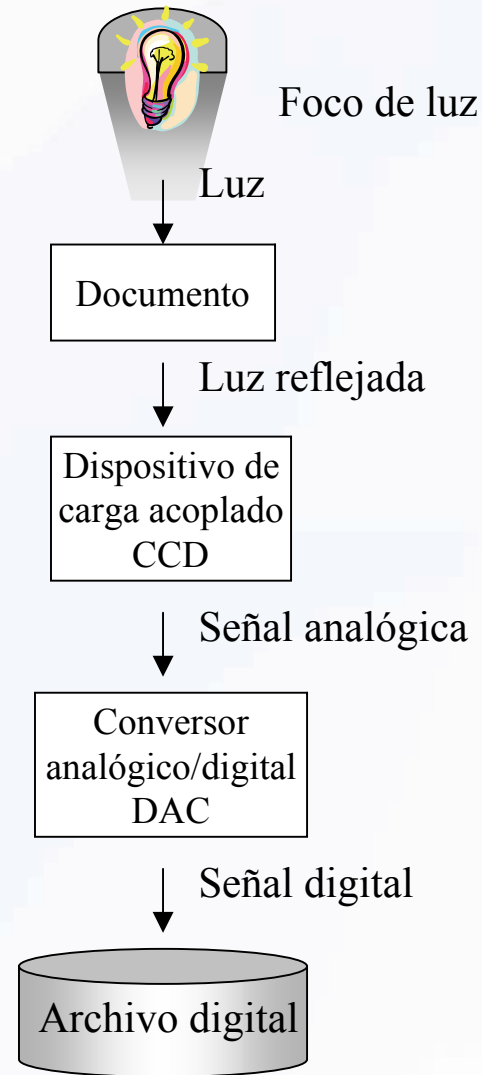 Foco de luz
Luz
Documento
Luz reflejada
Dispositivo de
carga acoplado
CCD
Señal analógica
Conversor
analógico/digital
DAC
Señal digital
Archivo digital